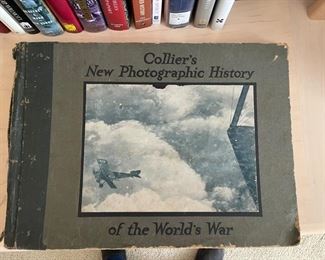 Collier's
New Photographic History
of the World's War